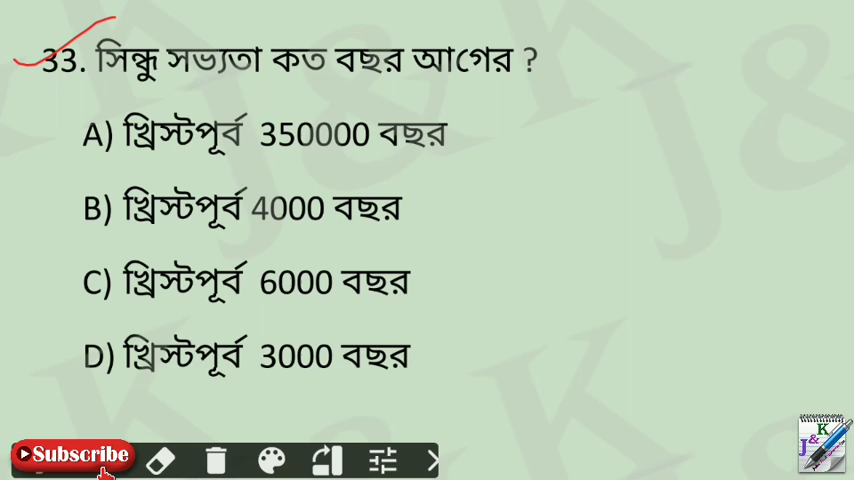 33. সিন্ধু সভ্যতা কত বছর আগের ?
A) খ্রিস্টপূর্ব 350000 বছর
B) খ্রিস্টপূর্ব 4000 বছর
C) খ্রিস্টপূর্ব 6000 বছর
D) খ্রিস্টপূর্ব 3000 বছর
Subscribe
J&K